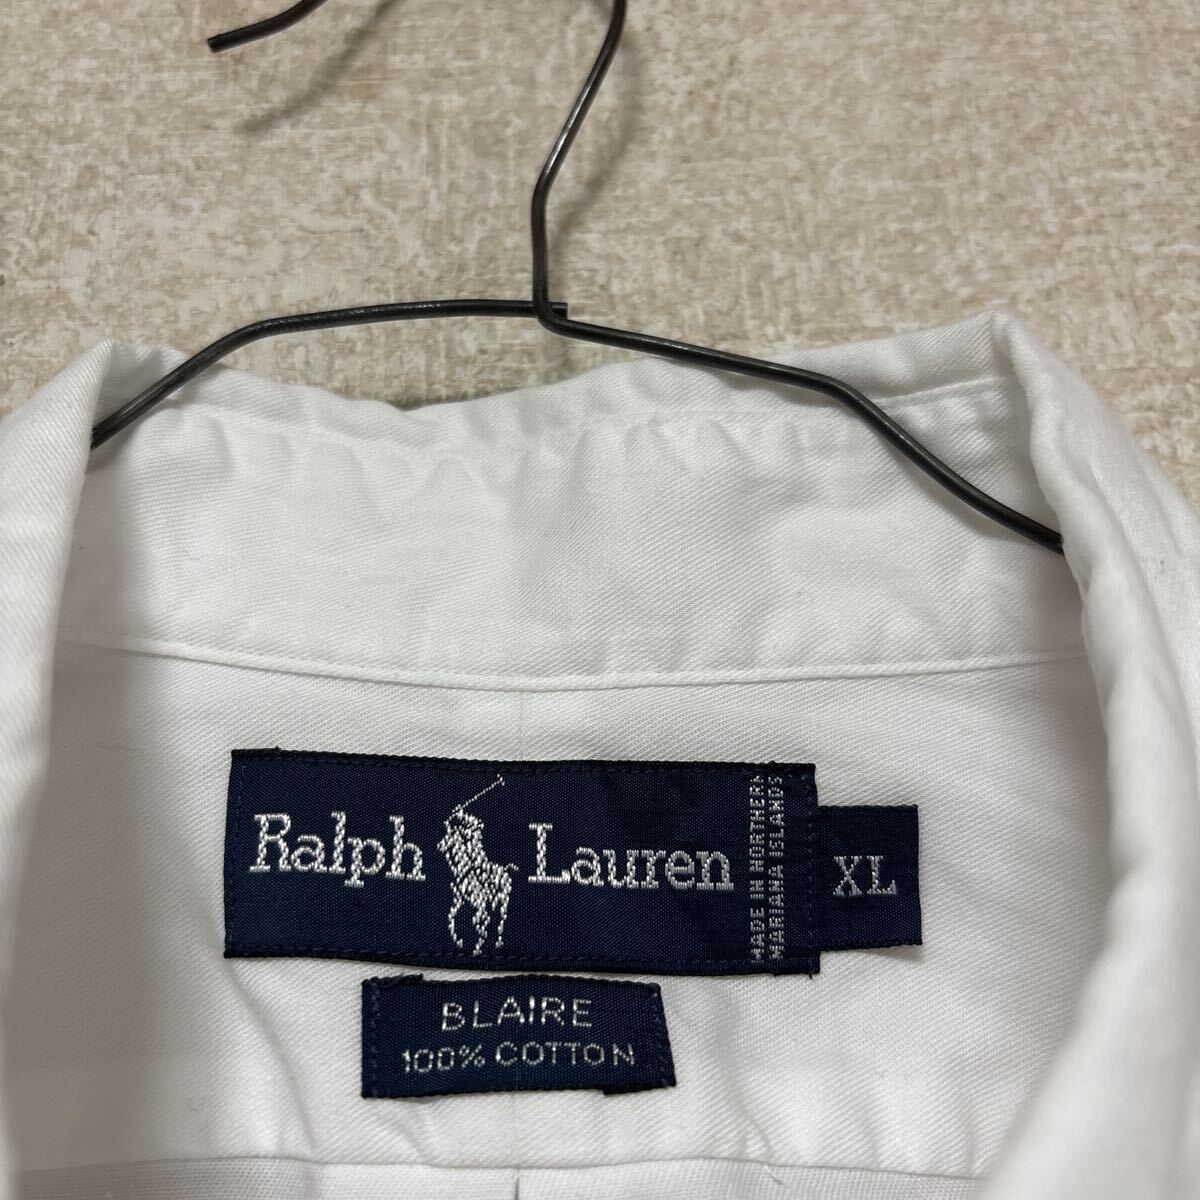 Ralph Lauren
MADE IN NORTHERN
MARIANA ISLANDS
XL
BLAIRE
100% COTTON